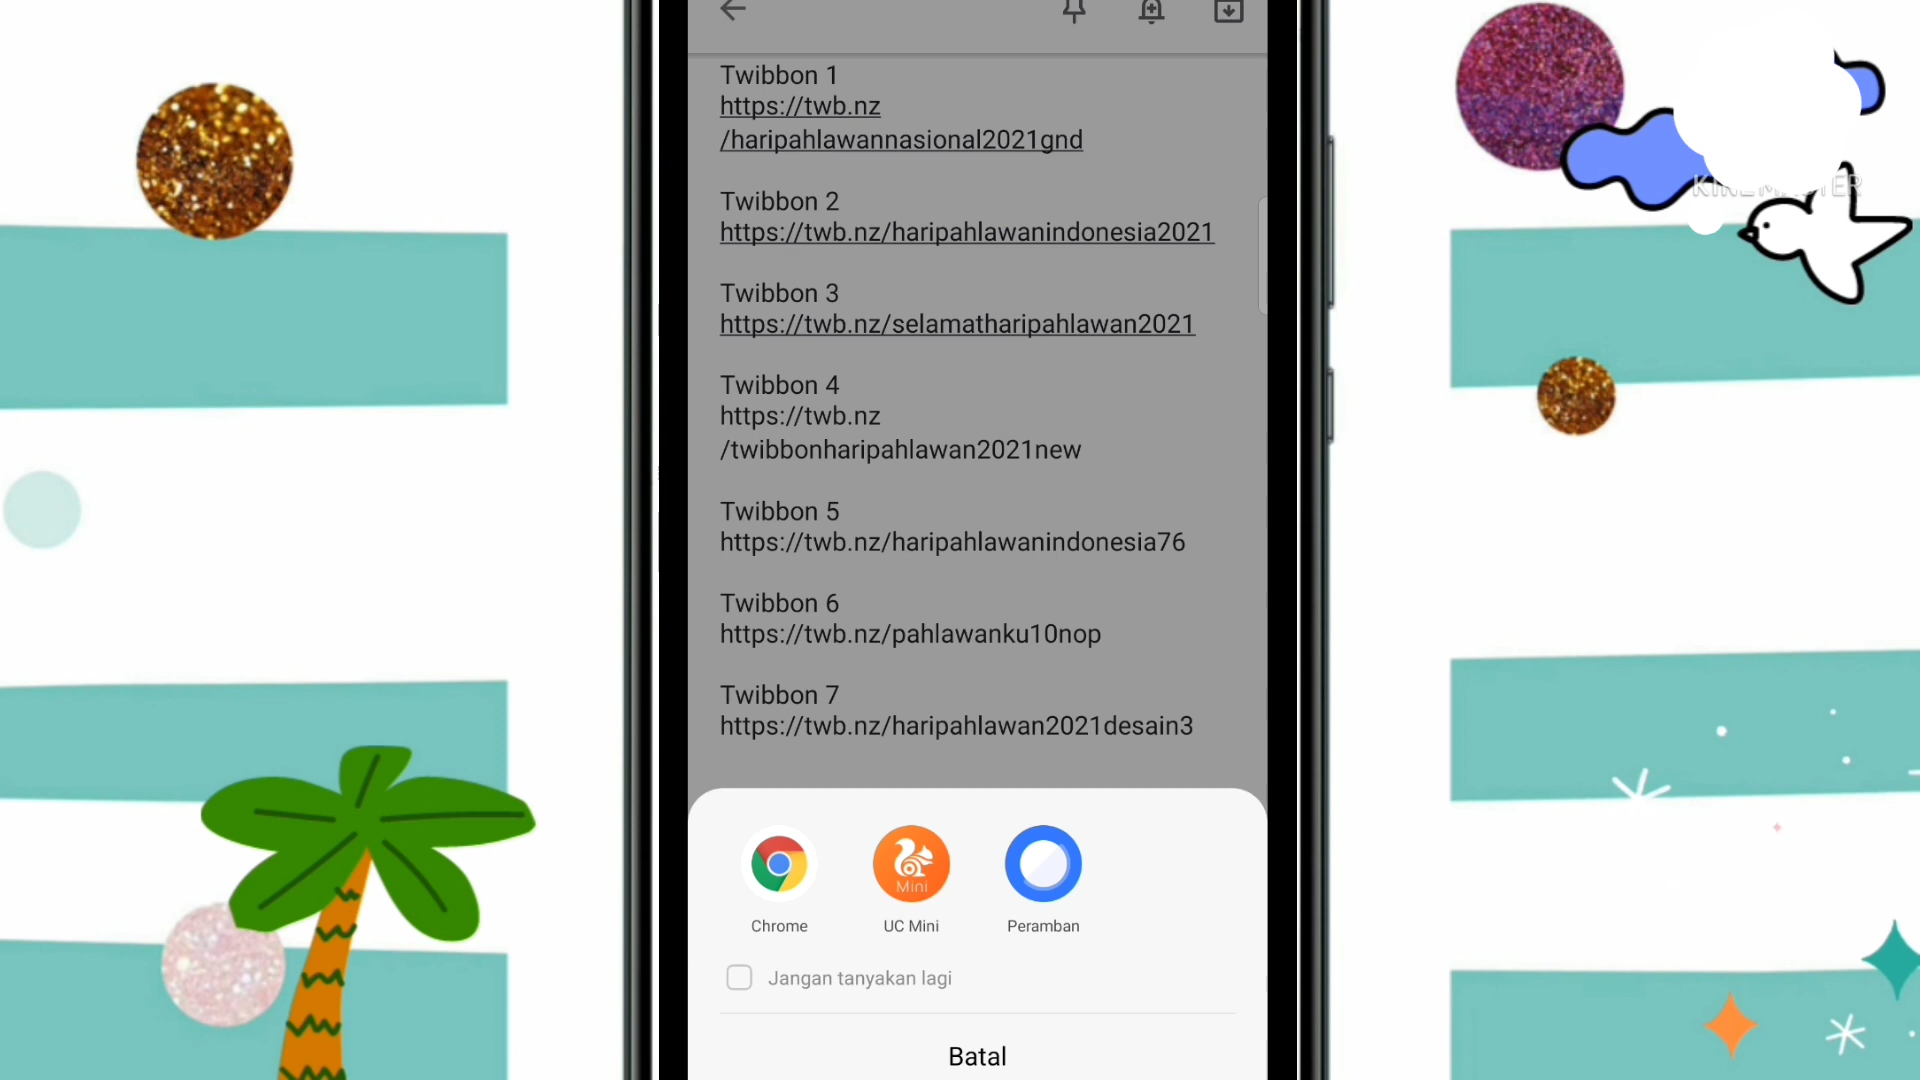 Twibbon 1
https://twb.nz
/haripahlawannasional2021gnd
Twibbon 2
https://twb.nz/haripahlawanindonesia2021
Twibbon 3
https://twb.nz/selamatharipahlawan2021
Twibbon 4
https://twb.nz
/twibbonharipahlawan2021new
Twibbon 5
https://twb.nz/haripahlawanindonesia76
Twibbon 6
https://twb.nz/pahlawanku10nop
Twibbon 7
https://twb.nz/haripahlawan2021desain3
Mini
Chrome
UC Mini
Peramban
Jangan tanyakan lagi
Batal